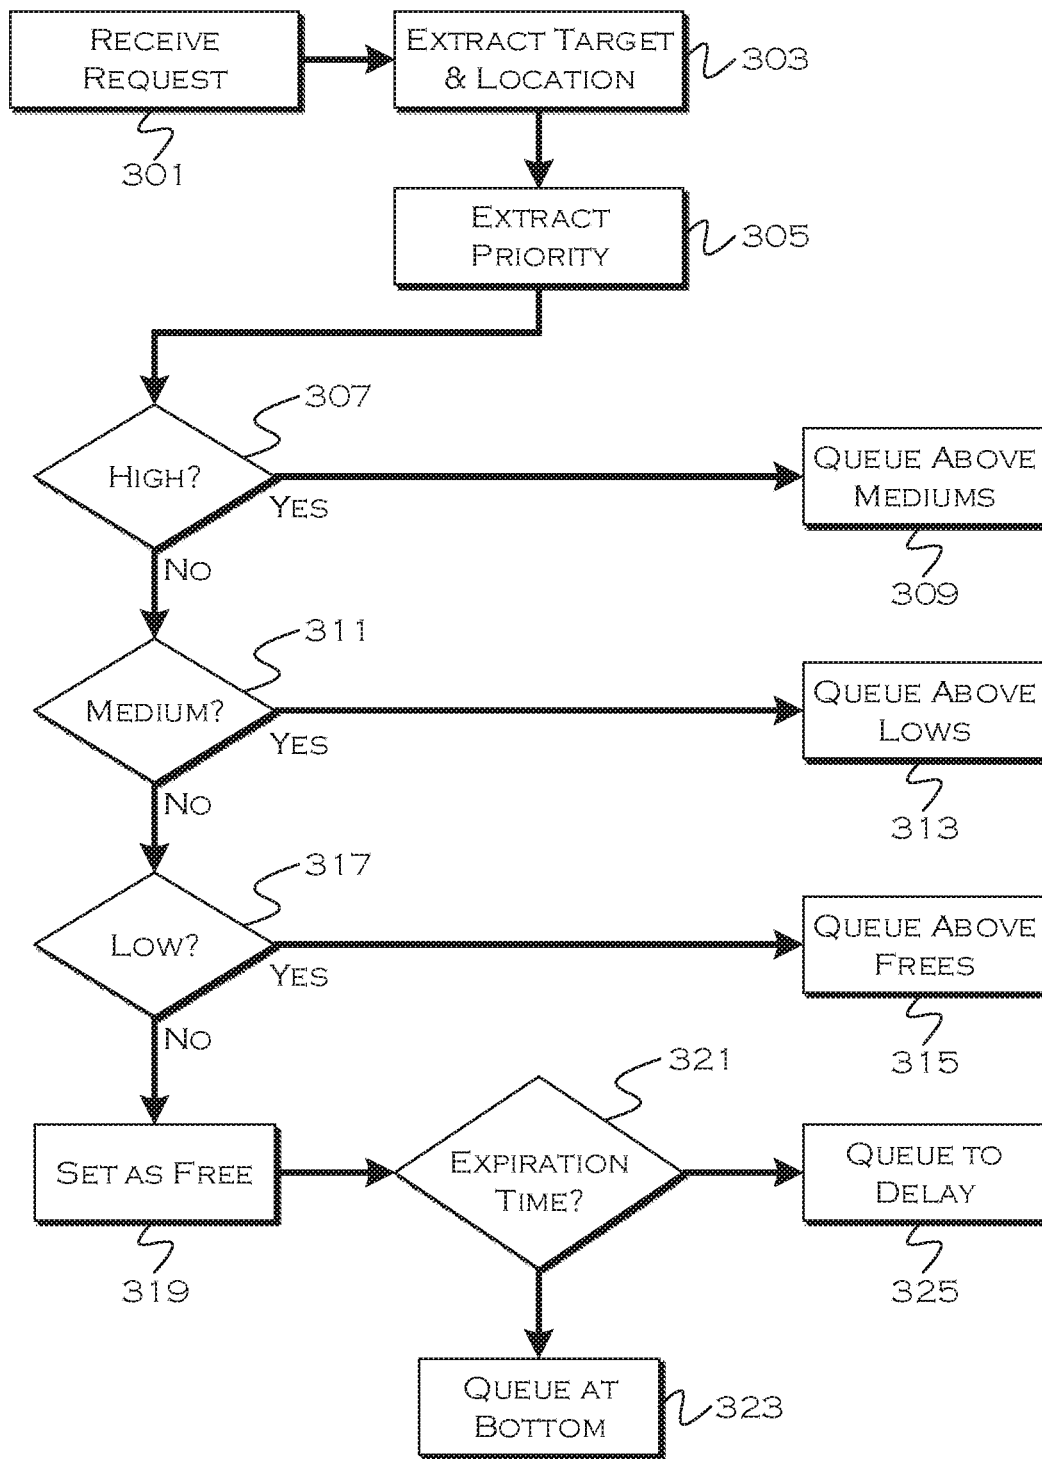 RECEIVE
REQUEST
301
EXTRACT TARGET
& LOCATION
303
EXTRACT
PRIORITY
305
307
HIGH?
YES
NO
QUEUE ABOVE
MEDIUMS
309
311
MEDIUM?
YES
NO
QUEUE ABOVE
LOWS
313
317
LOW?
YES
NO
QUEUE ABOVE
FREES
315
SET AS FREE
319
321
EXPIRATION
TIME?
QUEUE TO
DELAY
325
QUEUE AT
BOTTOM
323